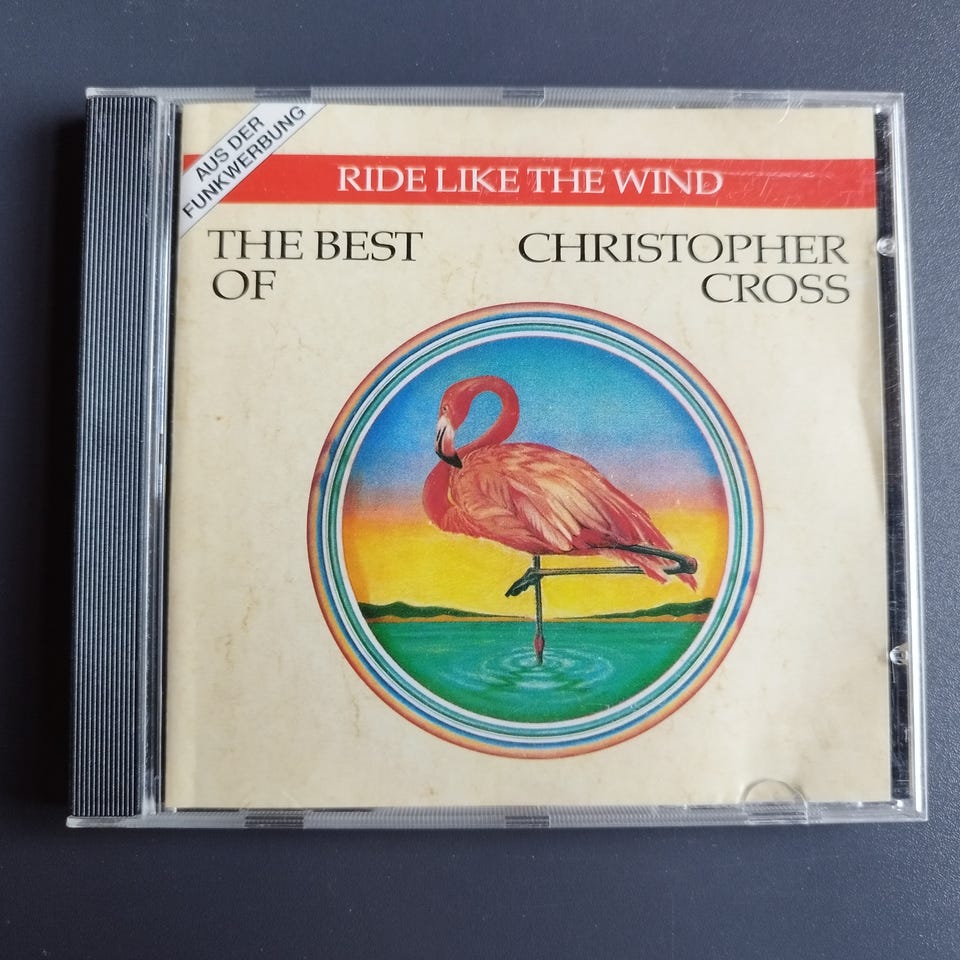 AUS DER
FUNKWERBUNG
RIDE LIKE THE WIND
THE BEST
OF
CHRISTOPHER
CROSS